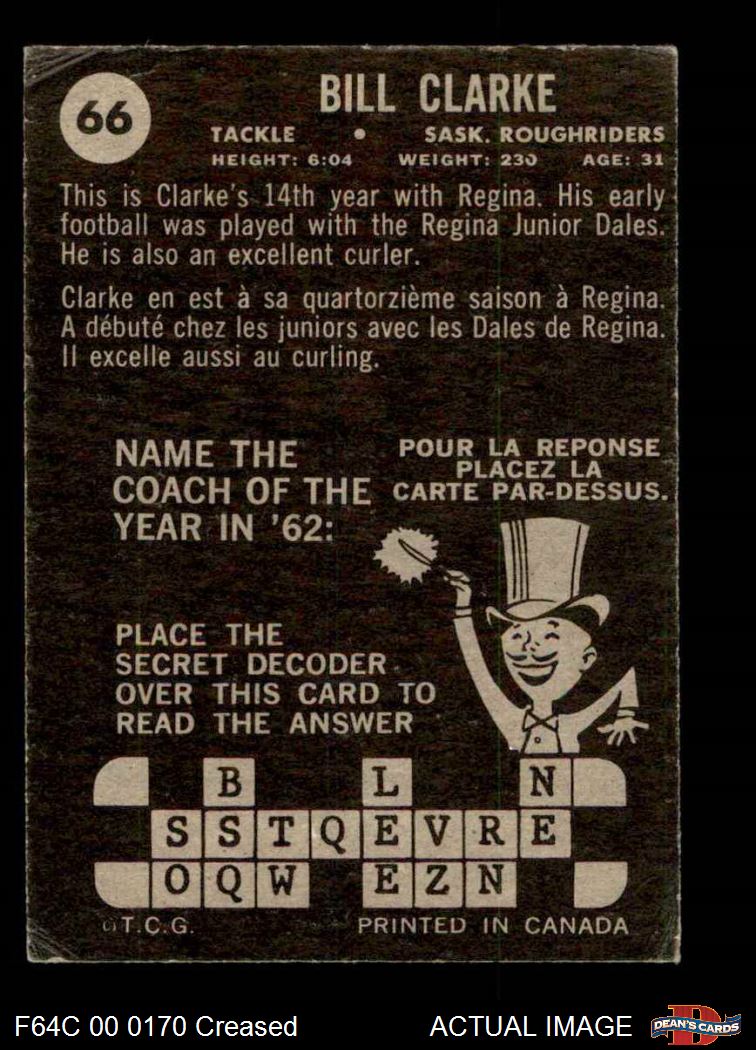 66
BILL CLARKE
TACKLE • SASK. ROUGHRIDERS
HEIGHT: 6:04 WEIGHT: 230 AGE: 31
This is Clarke's 14th year with Regina. His early
football was played with the Regina Junior Dales.
He is also an excellent curler.
Clarke en est à sa quartorzième saison à Regina.
A débuté chez les juniors avec les Dales de Regina.
Il excelle aussi au curling.
NAME THE
COACH OF THE
YEAR IN '62:
POUR LA REPONSE
PLACEZ LA
CARTE PAR-DESSUS.
PLACE THE
SECRET DECODER
OVER THIS CARD TO
READ THE ANSWER
B L N
S S T Q E V R E
O Q W E Z N
©T.C.G. PRINTED IN CANADA
F64C 00 0170 Creased ACTUAL IMAGE
D
DEAN'S CARDS